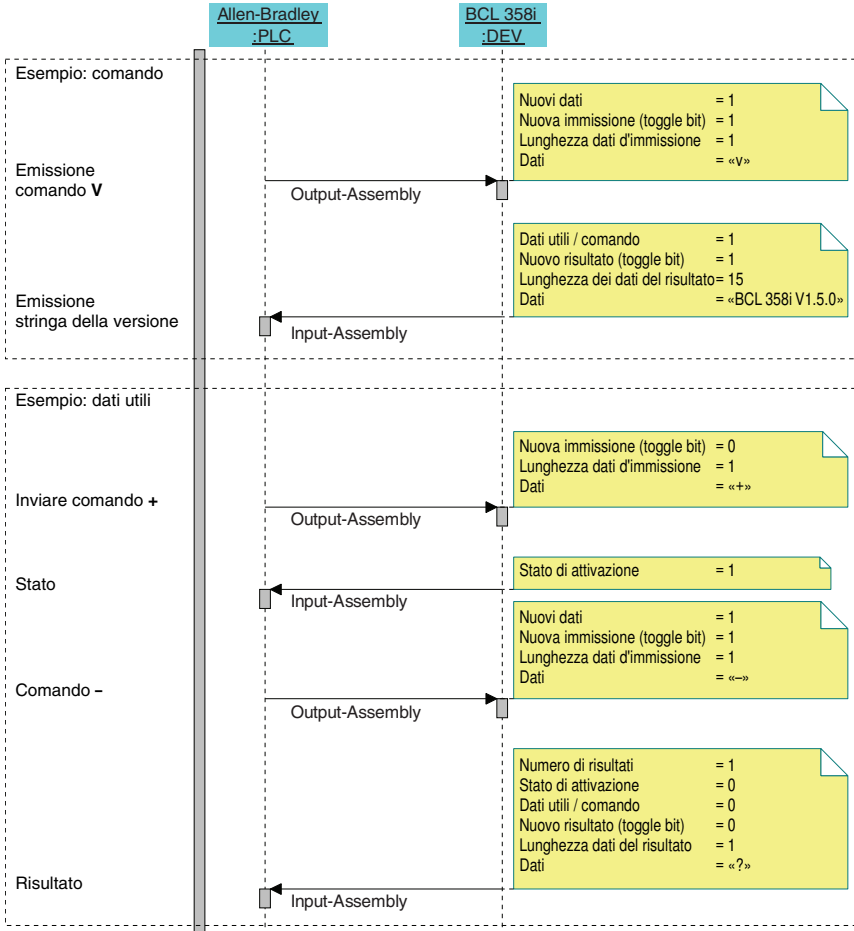 Allen-Bradley
:PLC
BCL 358i
:DEV
Esempio: comando
Nuovi dati = 1
Nuova immissione (toggle bit) = 1
Lunghezza dati d'immissione = 1
Dati = «v»
Emissione
comando V
Output-Assembly
Dati utili / comando = 1
Nuovo risultato (toggle bit) = 1
Lunghezza dei dati del risultato= 15
Dati = «BCL 358i V1.5.0»
Emissione
stringa della versione
Input-Assembly
Esempio: dati utili
Nuova immissione (toggle bit) = 0
Lunghezza dati d'immissione = 1
Dati = «+»
Inviare comando +
Output-Assembly
Stato di attivazione = 1
Stato
Input-Assembly
Nuovi dati = 1
Nuova immissione (toggle bit) = 1
Lunghezza dati d'immissione = 1
Dati = «–»
Comando –
Output-Assembly
Numero di risultati = 1
Stato di attivazione = 0
Dati utili / comando = 0
Nuovo risultato (toggle bit) = 0
Lunghezza dati del risultato = 1
Dati = «?»
Risultato
Input-Assembly